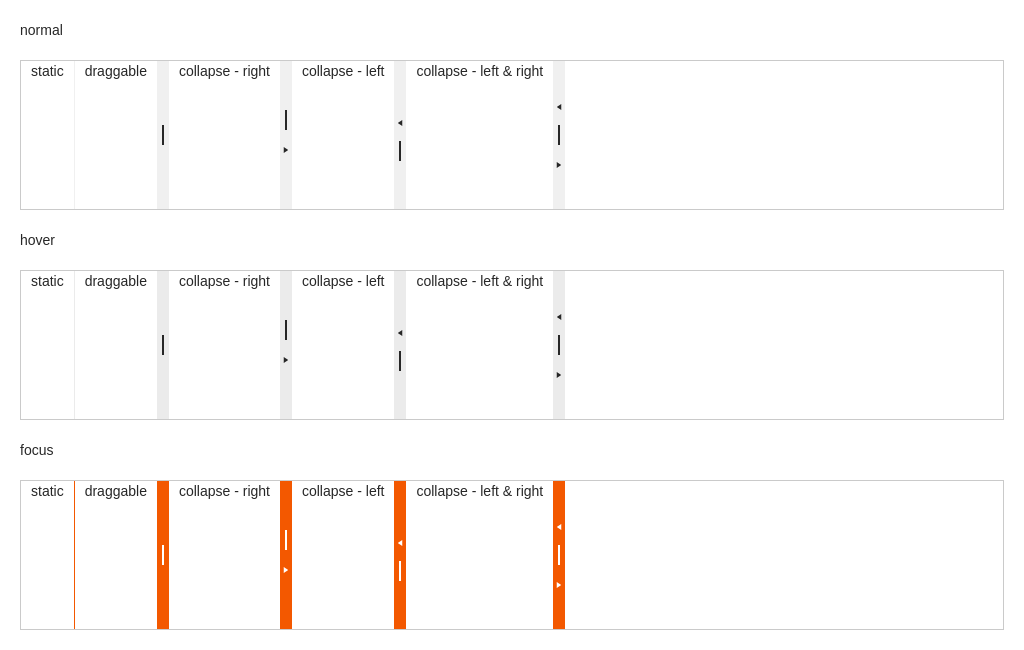 normal
static draggable collapse - right collapse - left collapse - left & right
hover
static draggable collapse - right collapse - left collapse - left & right
focus
static draggable collapse - right collapse - left collapse - left & right